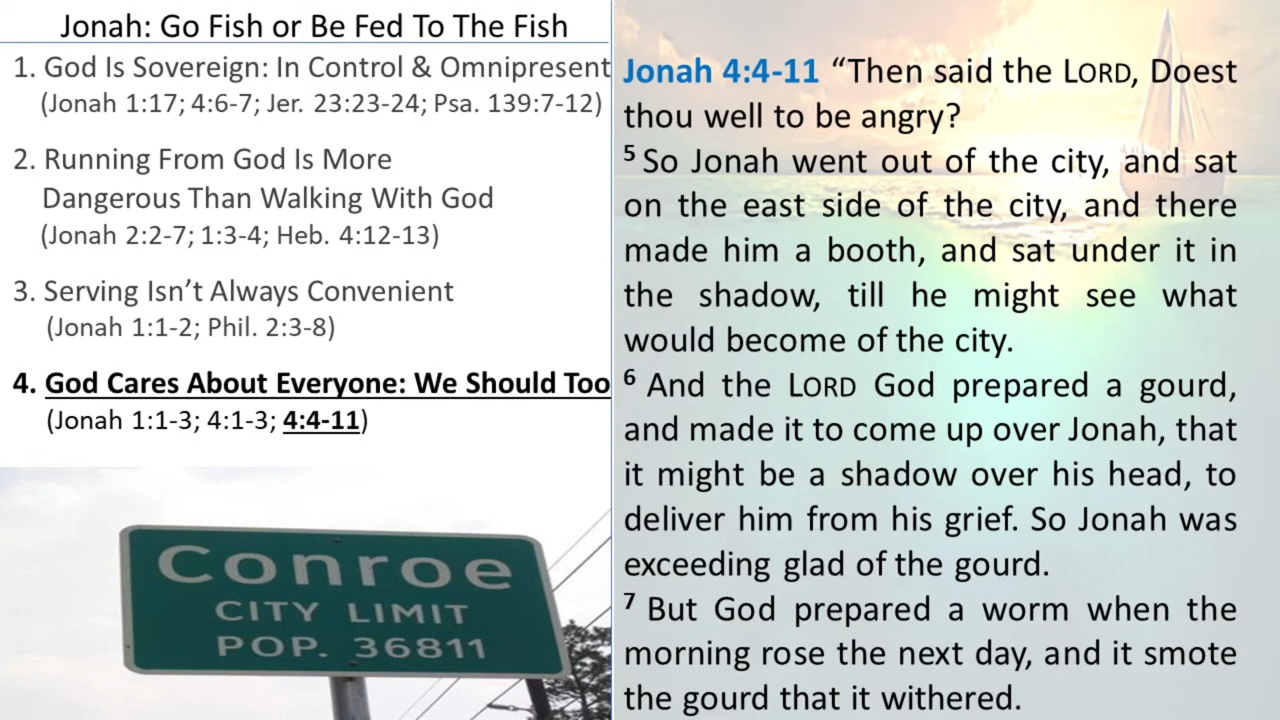 Jonah: Go Fish or Be Fed To The Fish
1. God Is Sovereign: In Control & Omnipresent
(Jonah 1:17; 4:6-7; Jer. 23:23-24; Psa. 139:7-12)
2. Running From God Is More
Dangerous Than Walking With God
(Jonah 2:2-7; 1:3-4; Heb. 4:12-13)
3. Serving Isn’t Always Convenient
(Jonah 1:1-2; Phil. 2:3-8)
4. God Cares About Everyone: We Should Too
(Jonah 1:1-3; 4:1-3; 4:4-11)
Conroe
CITY LIMIT
POP. 36811
Jonah 4:4-11 “Then said the LORD, Doest
thou well to be angry?
5 So Jonah went out of the city, and sat
on the east side of the city, and there
made him a booth, and sat under it in
the shadow, till he might see what
would become of the city.
6 And the LORD God prepared a gourd,
and made it to come up over Jonah, that
it might be a shadow over his head, to
deliver him from his grief. So Jonah was
exceeding glad of the gourd.
7 But God prepared a worm when the
morning rose the next day, and it smote
the gourd that it withered.